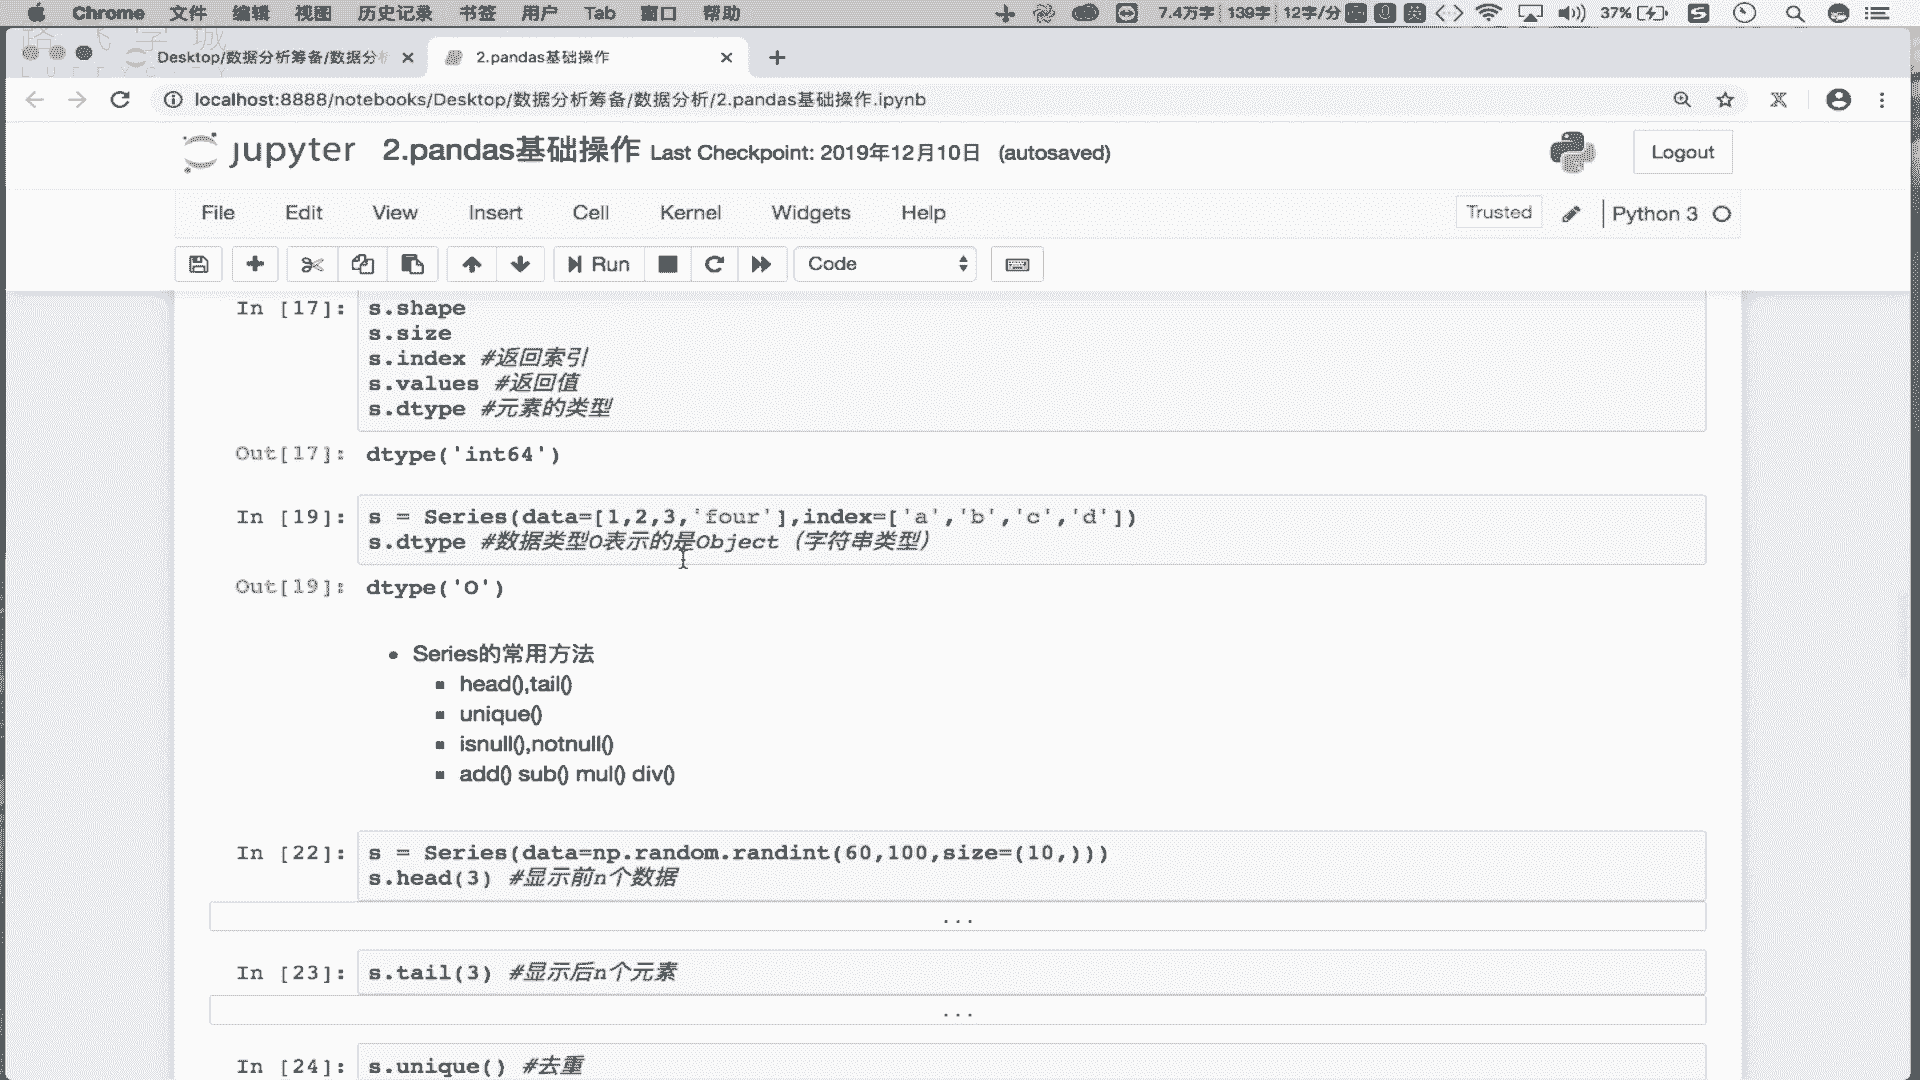 Chrome 文件 编辑 视图 历史记录 书签 用户 Tab 窗口 帮助 7.4万字 139字 12字/分 英 37%
Desktop/数据分析筹备/数据分析 2.pandas基础操作
localhost:8888/notebooks/Desktop/数据分析筹备/数据分析/2.pandas基础操作.ipynb
jupyter 2.pandas基础操作 Last Checkpoint: 2019年12月10日 (autosaved) Logout
File Edit View Insert Cell Kernel Widgets Help Trusted Python 3
Run Code
In [17]: s.shape
s.size
s.index #返回索引
s.values #返回值
s.dtype #元素的类型
Out[17]: dtype('int64')
In [19]: s = Series(data=[1,2,3,'four'],index=['a','b','c','d'])
s.dtype #数据类型O表示的是Object（字符串类型）
Out[19]: dtype('O')
Series的常用方法
head(),tail()
unique()
isnull(),notnull()
add() sub() mul() div()
In [22]: s = Series(data=np.random.randint(60,100,size=(10,)))
s.head(3) #显示前n个数据
...
In [23]: s.tail(3) #显示后n个元素
...
In [24]: s.unique() #去重